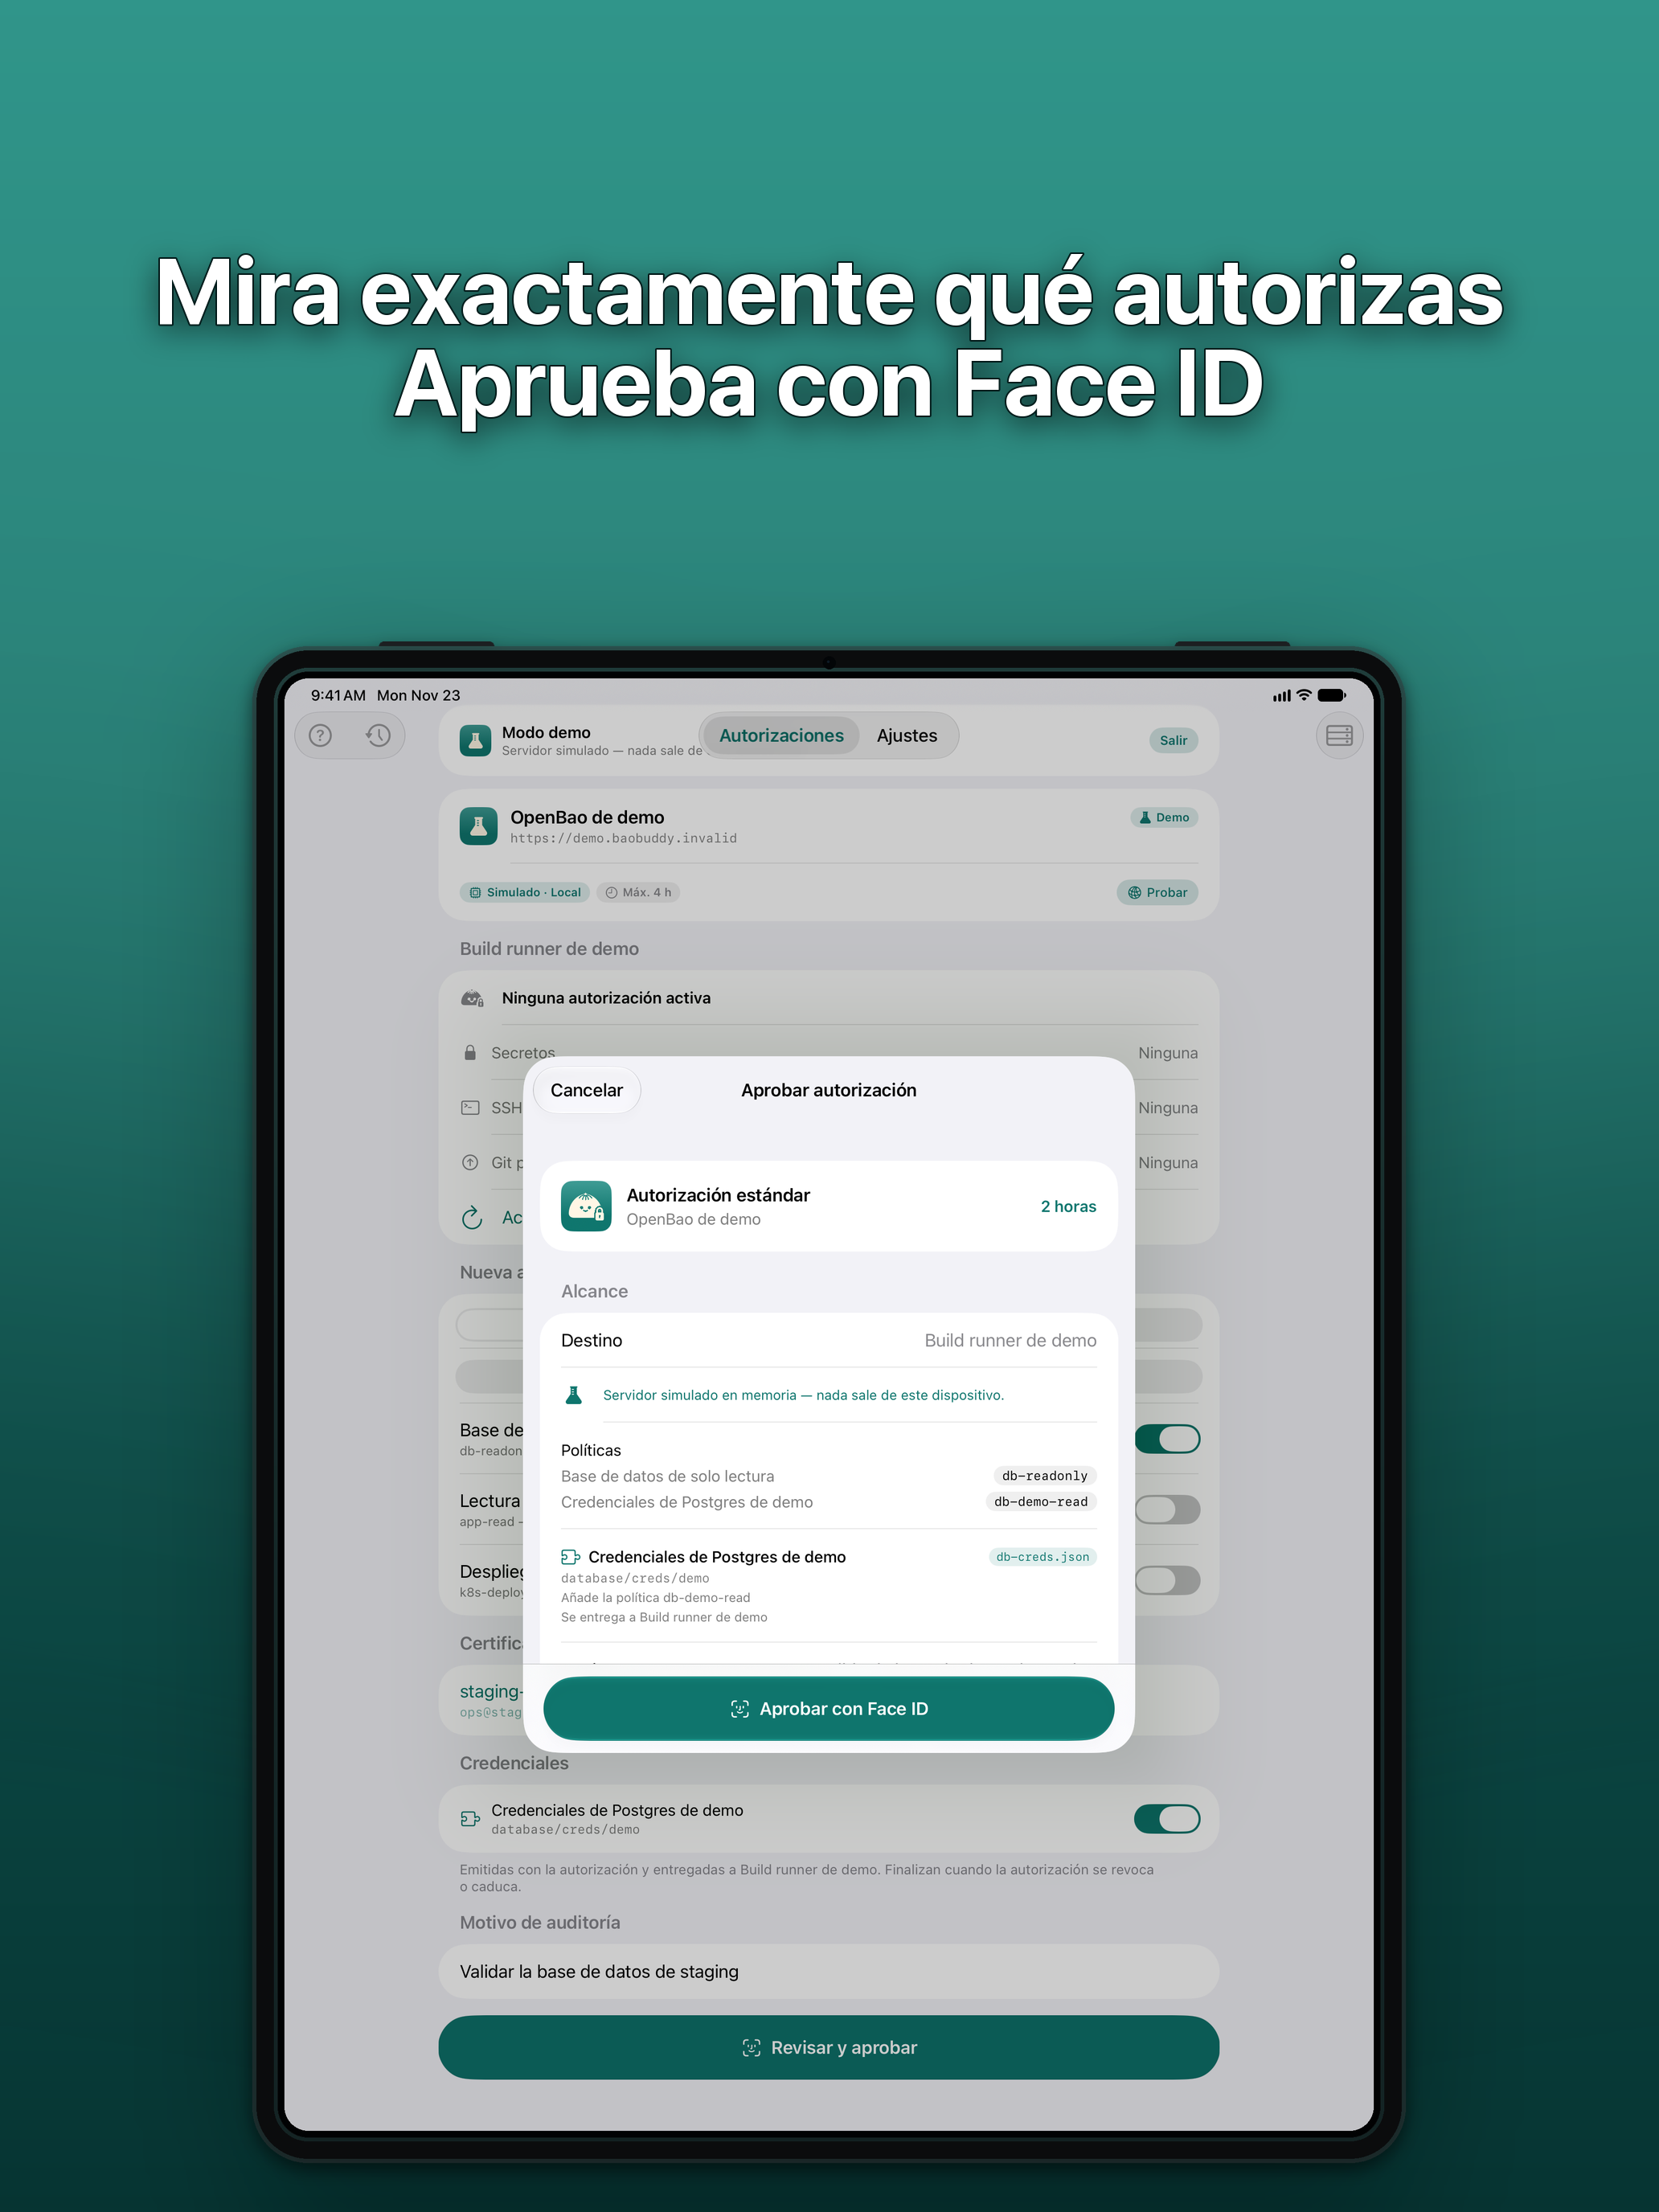 Mira exactamente qué autorizas
Aprueba con Face ID
9:41 AM Mon Nov 23
Modo demo
Servidor simulado — nada sale de
Autorizaciones
Ajustes
Salir
OpenBao de demo
https://demo.baobuddy.invalid
Demo
Simulado · Local
Máx. 4 h
Probar
Build runner de demo
Ninguna autorización activa
Secretos
Ninguna
SSH
Ninguna
Git p
Ninguna
Ac
Nueva a
Base de
db-readon
Lectura
app-read -
Desplieg
k8s-deploy
Certific
staging-
ops@stag
Cancelar
Aprobar autorización
Autorización estándar
OpenBao de demo
2 horas
Alcance
Destino
Build runner de demo
Servidor simulado en memoria — nada sale de este dispositivo.
Políticas
Base de datos de solo lectura
db-readonly
Credenciales de Postgres de demo
db-demo-read
Credenciales de Postgres de demo
db-creds.json
database/creds/demo
Añade la política db-demo-read
Se entrega a Build runner de demo
Aprobar con Face ID
Credenciales
Credenciales de Postgres de demo
database/creds/demo
Emitidas con la autorización y entregadas a Build runner de demo. Finalizan cuando la autorización se revoca
o caduca.
Motivo de auditoría
Validar la base de datos de staging
Revisar y aprobar